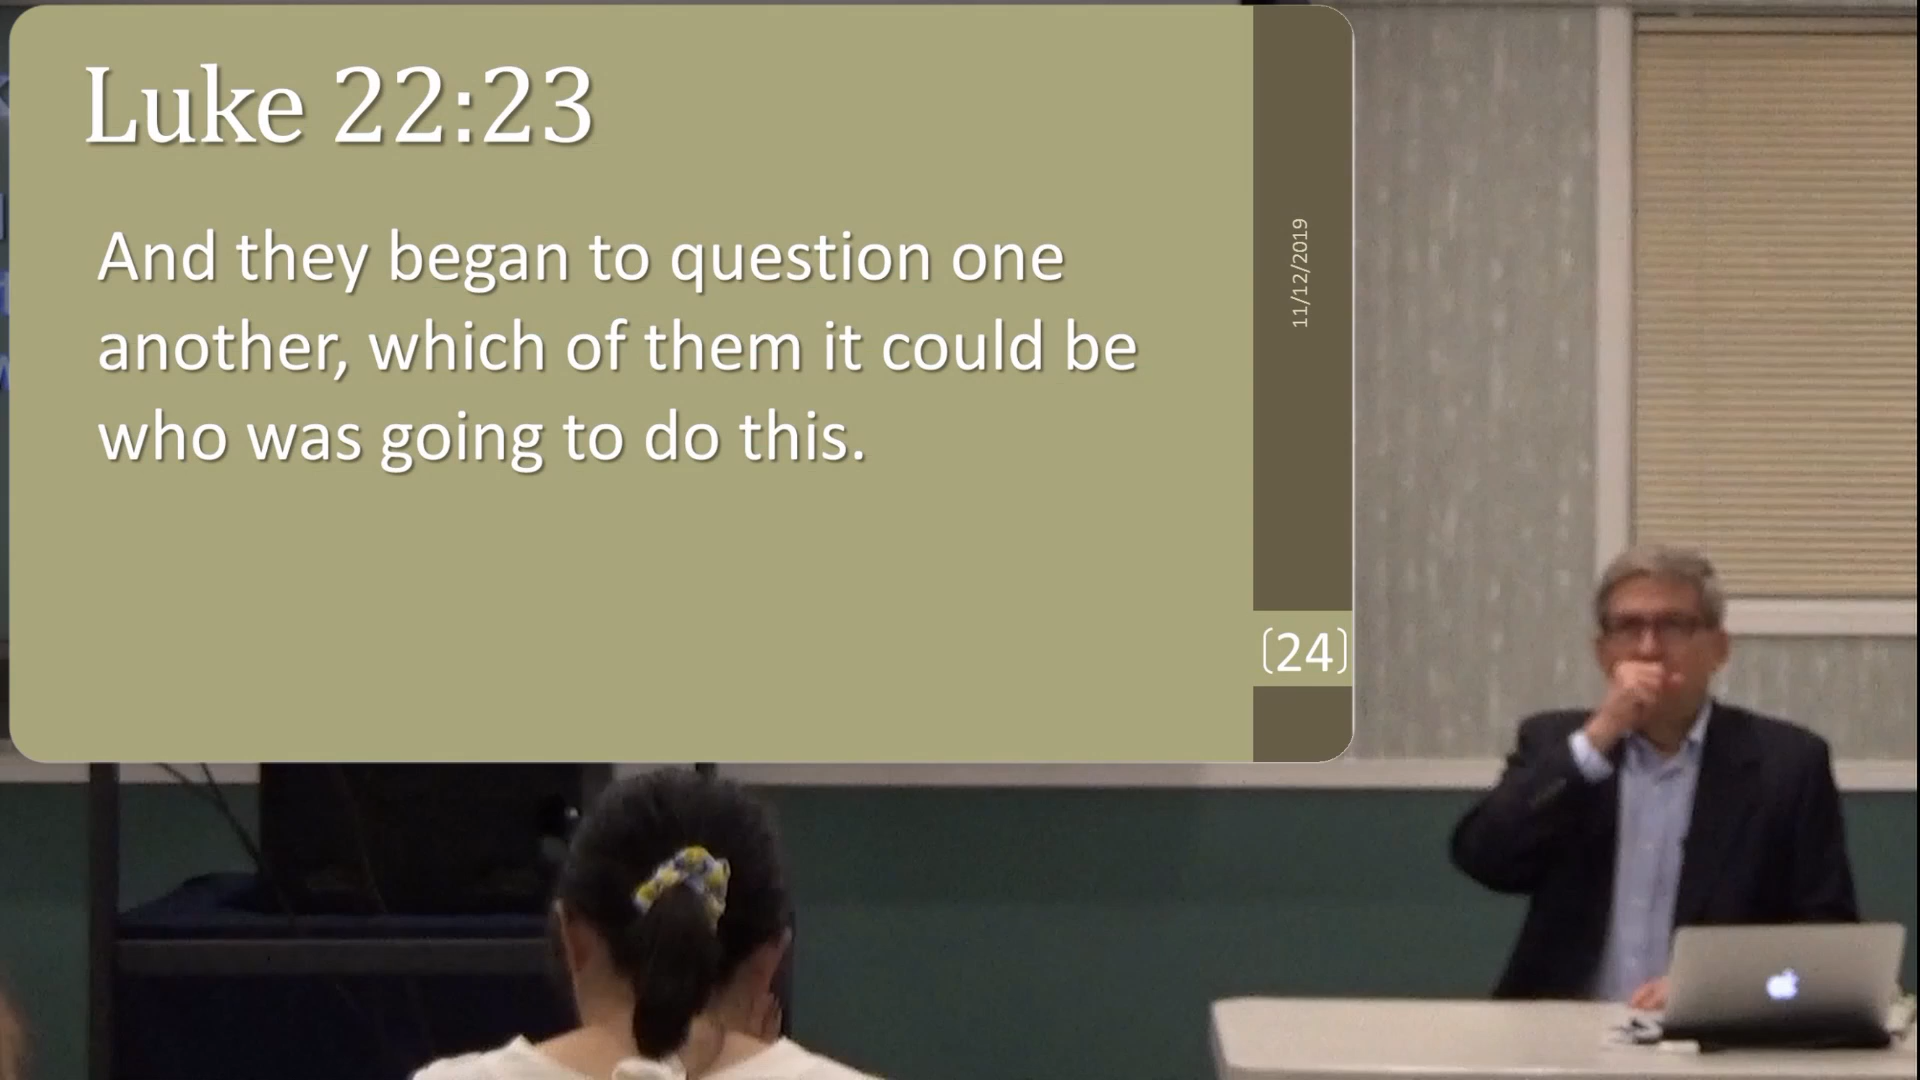 Luke 22:23
And they began to question one
another, which of them it could be
who was going to do this.
11/12/2019
(24)